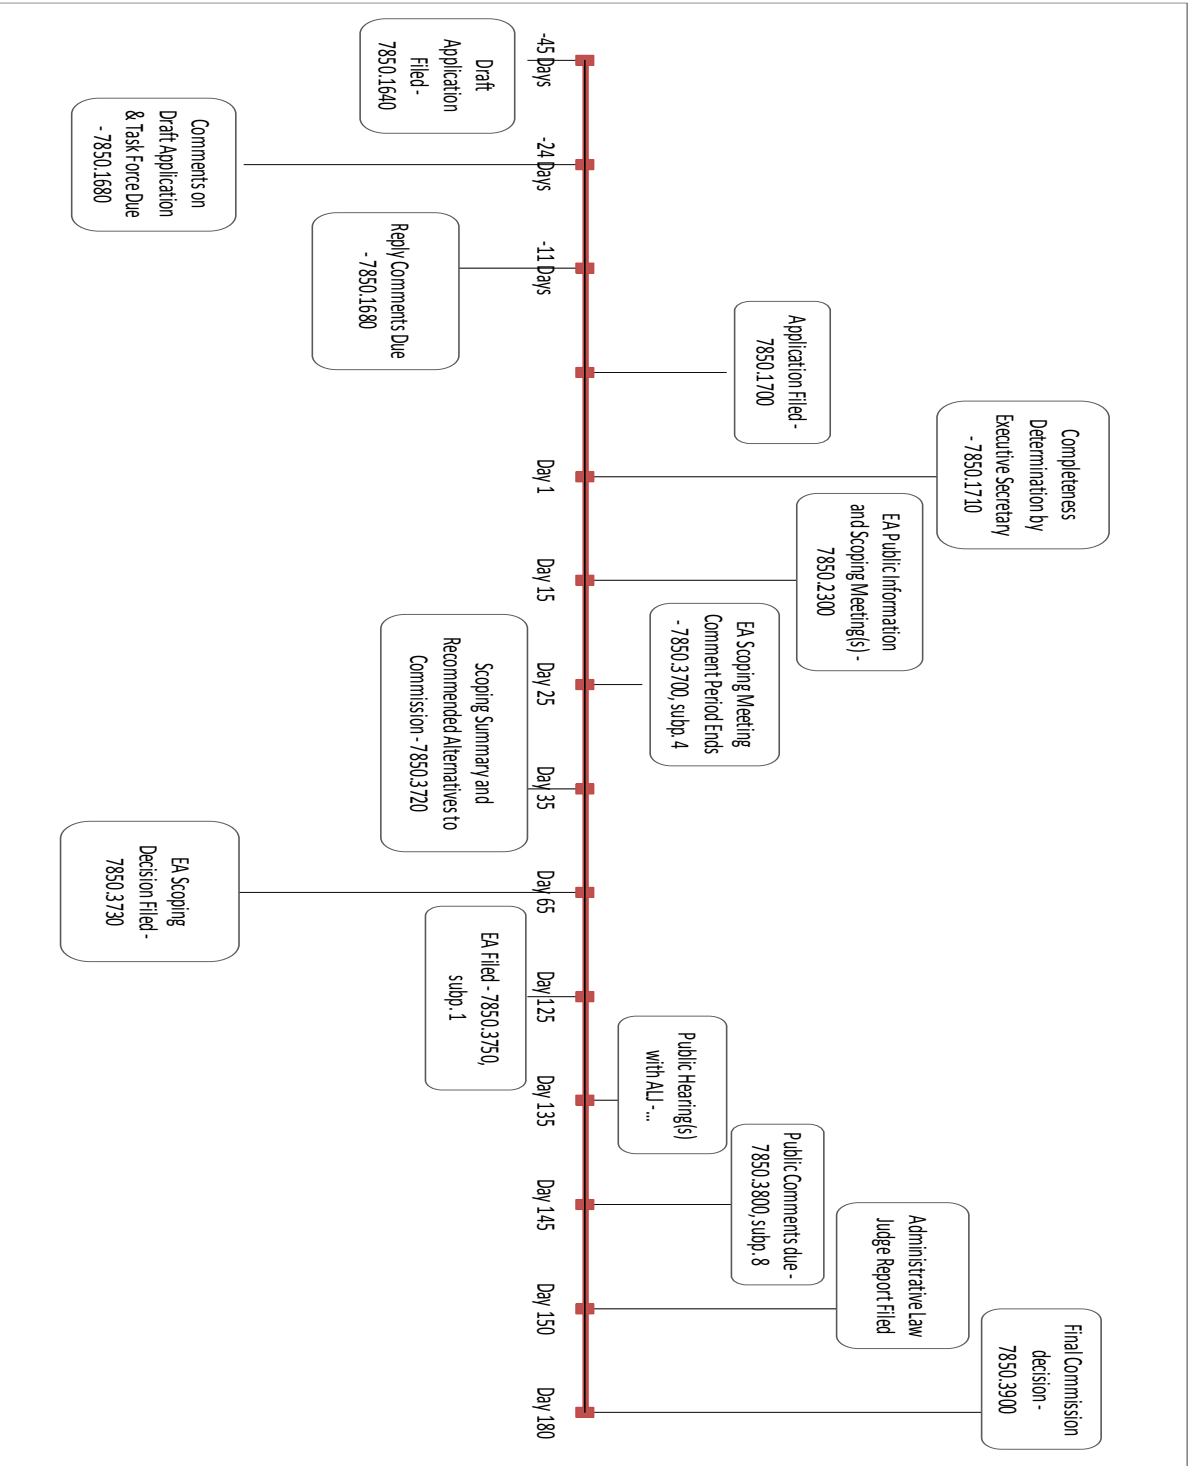 -45 Days
Draft
Application
Filed -
7850.1640
-24 Days
Comments on
Draft Application
& Task Force Due
- 7850.1680
-11 Days
Reply Comments Due
- 7850.1680
Application Filed -
7850.1700
Day 1
Completeness
Determination by
Executive Secretary
- 7850.1710
Day 15
EA Public Information
and Scoping Meeting(s) -
7850.2300
Day 25
EA Scoping Meeting
Comment Period Ends
- 7850.3700, subp. 4
Day 35
Scoping Summary and
Recommended Alternatives to
Commission - 7850.3720
Day 65
EA Scoping
Decision Filed -
7850.3730
Day 125
EA Filed - 7850.3750,
subp. 1
Day 135
Public Hearing(s)
with ALJ - ...
Day 145
Public Comments due -
7850.3800, subp. 8
Day 150
Administrative Law
Judge Report Filed
Day 180
Final Commission
decision -
7850.3900